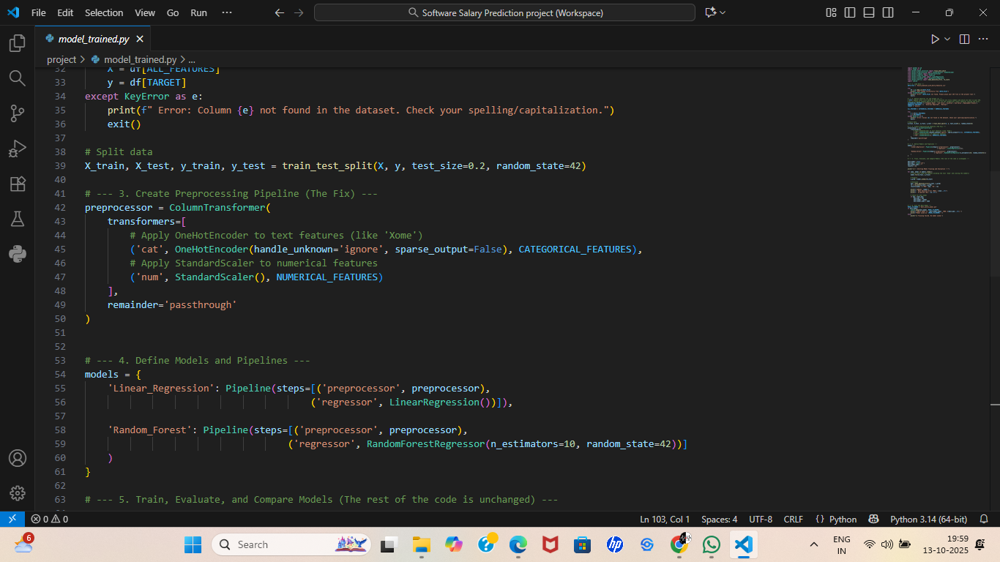 File Edit Selection View Go Run ··· Software Salary Prediction project (Workspace)
model_trained.py
project > model_trained.py > ...
32 X = df[ALL_FEATURES]
33 y = df[TARGET]
34 except KeyError as e:
35 print(f" Error: Column {e} not found in the dataset. Check your spelling/capitalization.")
36 exit()
37
38 # Split data
39 X_train, X_test, y_train, y_test = train_test_split(X, y, test_size=0.2, random_state=42)
40
41 # --- 3. Create Preprocessing Pipeline (The Fix) ---
42 preprocessor = ColumnTransformer(
43 transformers=[
44 # Apply OneHotEncoder to text features (like 'Xome')
45 ('cat', OneHotEncoder(handle_unknown='ignore', sparse_output=False), CATEGORICAL_FEATURES),
46 # Apply StandardScaler to numerical features
47 ('num', StandardScaler(), NUMERICAL_FEATURES)
48 ],
49 remainder='passthrough'
50 )
51
52
53 # --- 4. Define Models and Pipelines ---
54 models = {
55 'Linear_Regression': Pipeline(steps=[('preprocessor', preprocessor),
56 ('regressor', LinearRegression())]),
57
58 'Random_Forest': Pipeline(steps=[('preprocessor', preprocessor),
59 ('regressor', RandomForestRegressor(n_estimators=10, random_state=42))]
60 )
61 }
62
63 # --- 5. Train, Evaluate, and Compare Models (The rest of the code is unchanged) ---
0 0 Ln 103, Col 1 Spaces: 4 UTF-8 CRLF {} Python Python 3.14 (64-bit)
6 Search hp ENG IN 19:59 13-10-2025